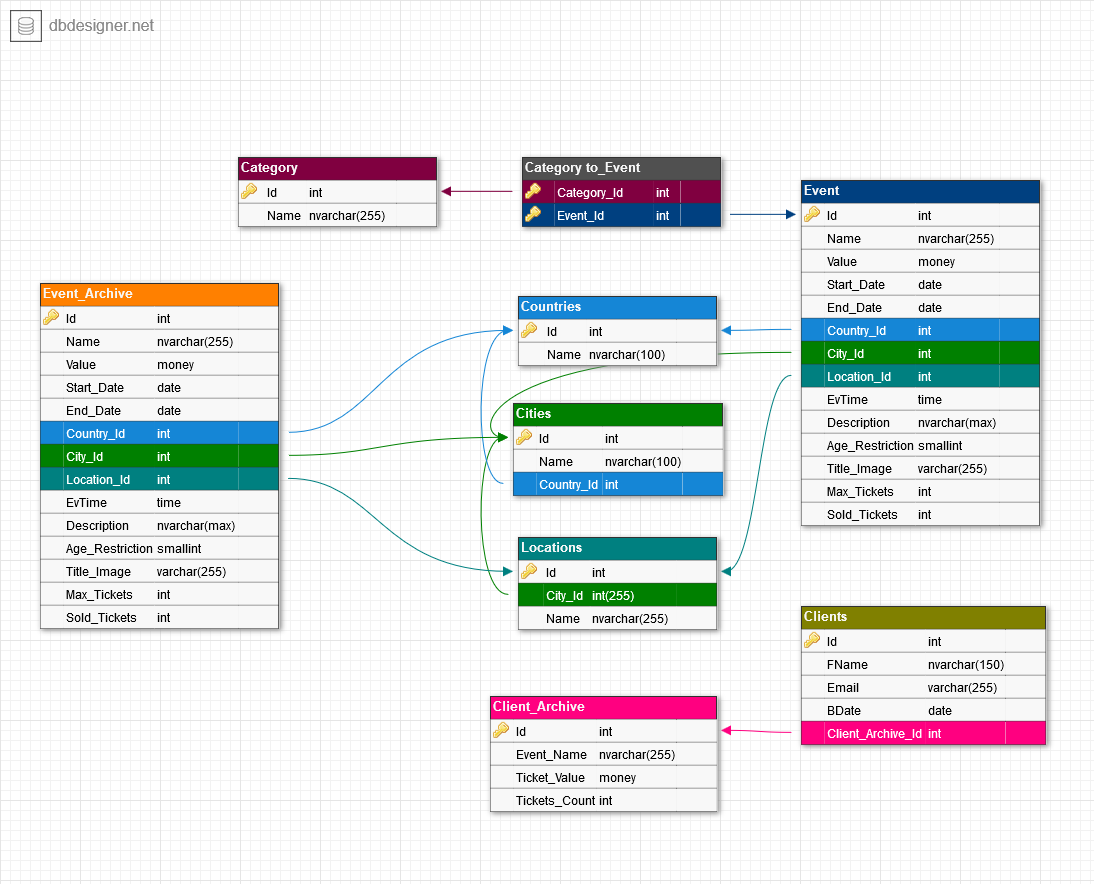 dbdesigner.net
Category
Id int
Name nvarchar(255)
Category to_Event
Category_Id int
Event_Id int
Event
Id int
Name nvarchar(255)
Value money
Start_Date date
End_Date date
Country_Id int
City_Id int
Location_Id int
EvTime time
Description nvarchar(max)
Age_Restriction smallint
Title_Image varchar(255)
Max_Tickets int
Sold_Tickets int
Event_Archive
Id int
Name nvarchar(255)
Value money
Start_Date date
End_Date date
Country_Id int
City_Id int
Location_Id int
EvTime time
Description nvarchar(max)
Age_Restriction smallint
Title_Image varchar(255)
Max_Tickets int
Sold_Tickets int
Countries
Id int
Name nvarchar(100)
Cities
Id int
Name nvarchar(100)
Country_Id int
Locations
Id int
City_Id int(255)
Name nvarchar(255)
Clients
Id int
FName nvarchar(150)
Email varchar(255)
BDate date
Client_Archive_Id int
Client_Archive
Id int
Event_Name nvarchar(255)
Ticket_Value money
Tickets_Count int